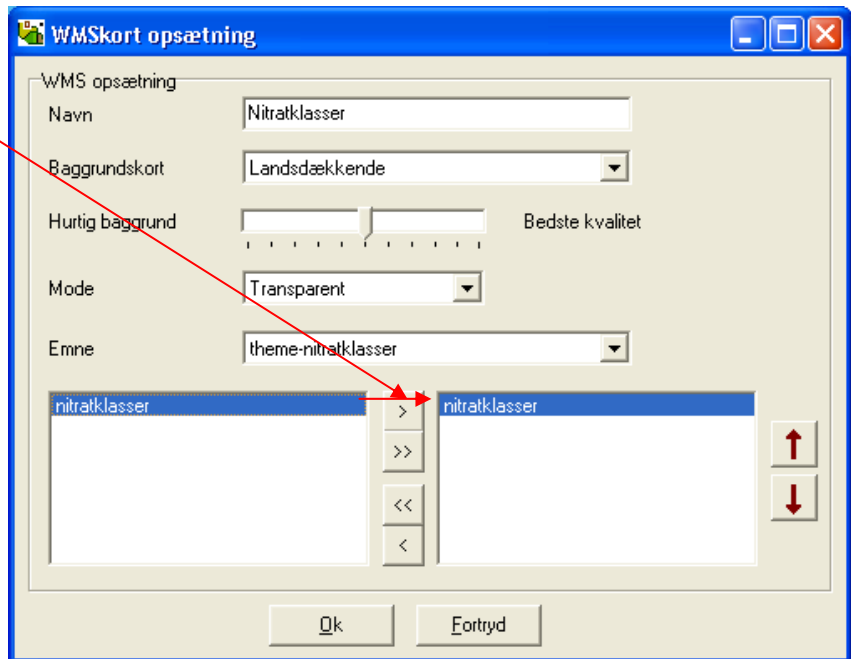 WMSkort opsætning
WMS opsætning
Navn Nitratklasser
Baggrundskort Landsdækkende
Hurtig baggrund Bedste kvalitet
Mode Transparent
Emne theme-nitratklasser
nitratklasser > nitratklasser
>>
<<
<
Ok Fortryd